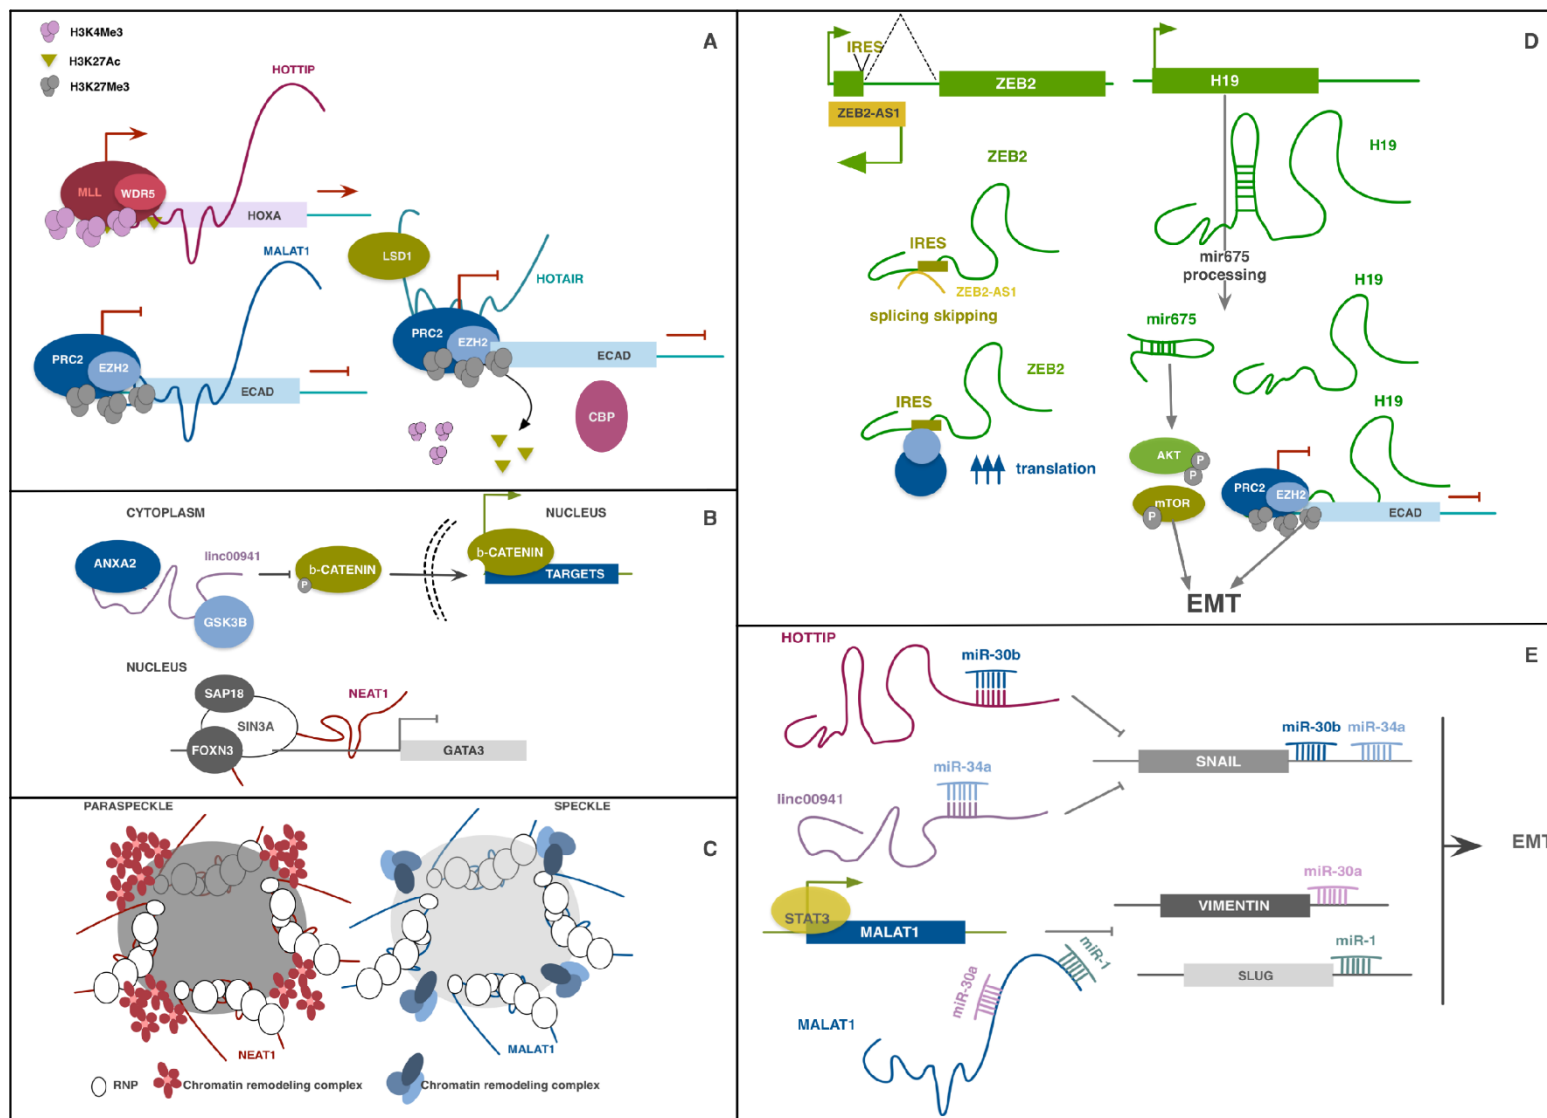 A
H3K4Me3
H3K27Ac
H3K27Me3
HOTTIP
MLL
WDR5
HOXA
MALAT1
LSD1
HOTAIR
PRC2
EZH2
ECAD
PRC2
EZH2
ECAD
CBP
B
CYTOPLASM
NUCLEUS
ANXA2
linc00941
GSK3B
b-CATENIN
P
b-CATENIN
TARGETS
NUCLEUS
SAP18
SIN3A
FOXN3
NEAT1
GATA3
C
PARASPECKLE
SPECKLE
NEAT1
MALAT1
RNP
Chromatin remodeling complex
Chromatin remodeling complex
D
IRES
ZEB2
ZEB2-AS1
H19
ZEB2
IRES
ZEB2-AS1
splicing skipping
ZEB2
IRES
translation
H19
mir675
processing
mir675
H19
AKT
P
P
mTOR
P
H19
PRC2
EZH2
ECAD
EMT
E
HOTTIP
miR-30b
miR-34a
linc00941
SNAIL
miR-30b
miR-34a
STAT3
MALAT1
miR-30a
miR-1
MALAT1
VIMENTIN
miR-30a
SLUG
miR-1
EMT